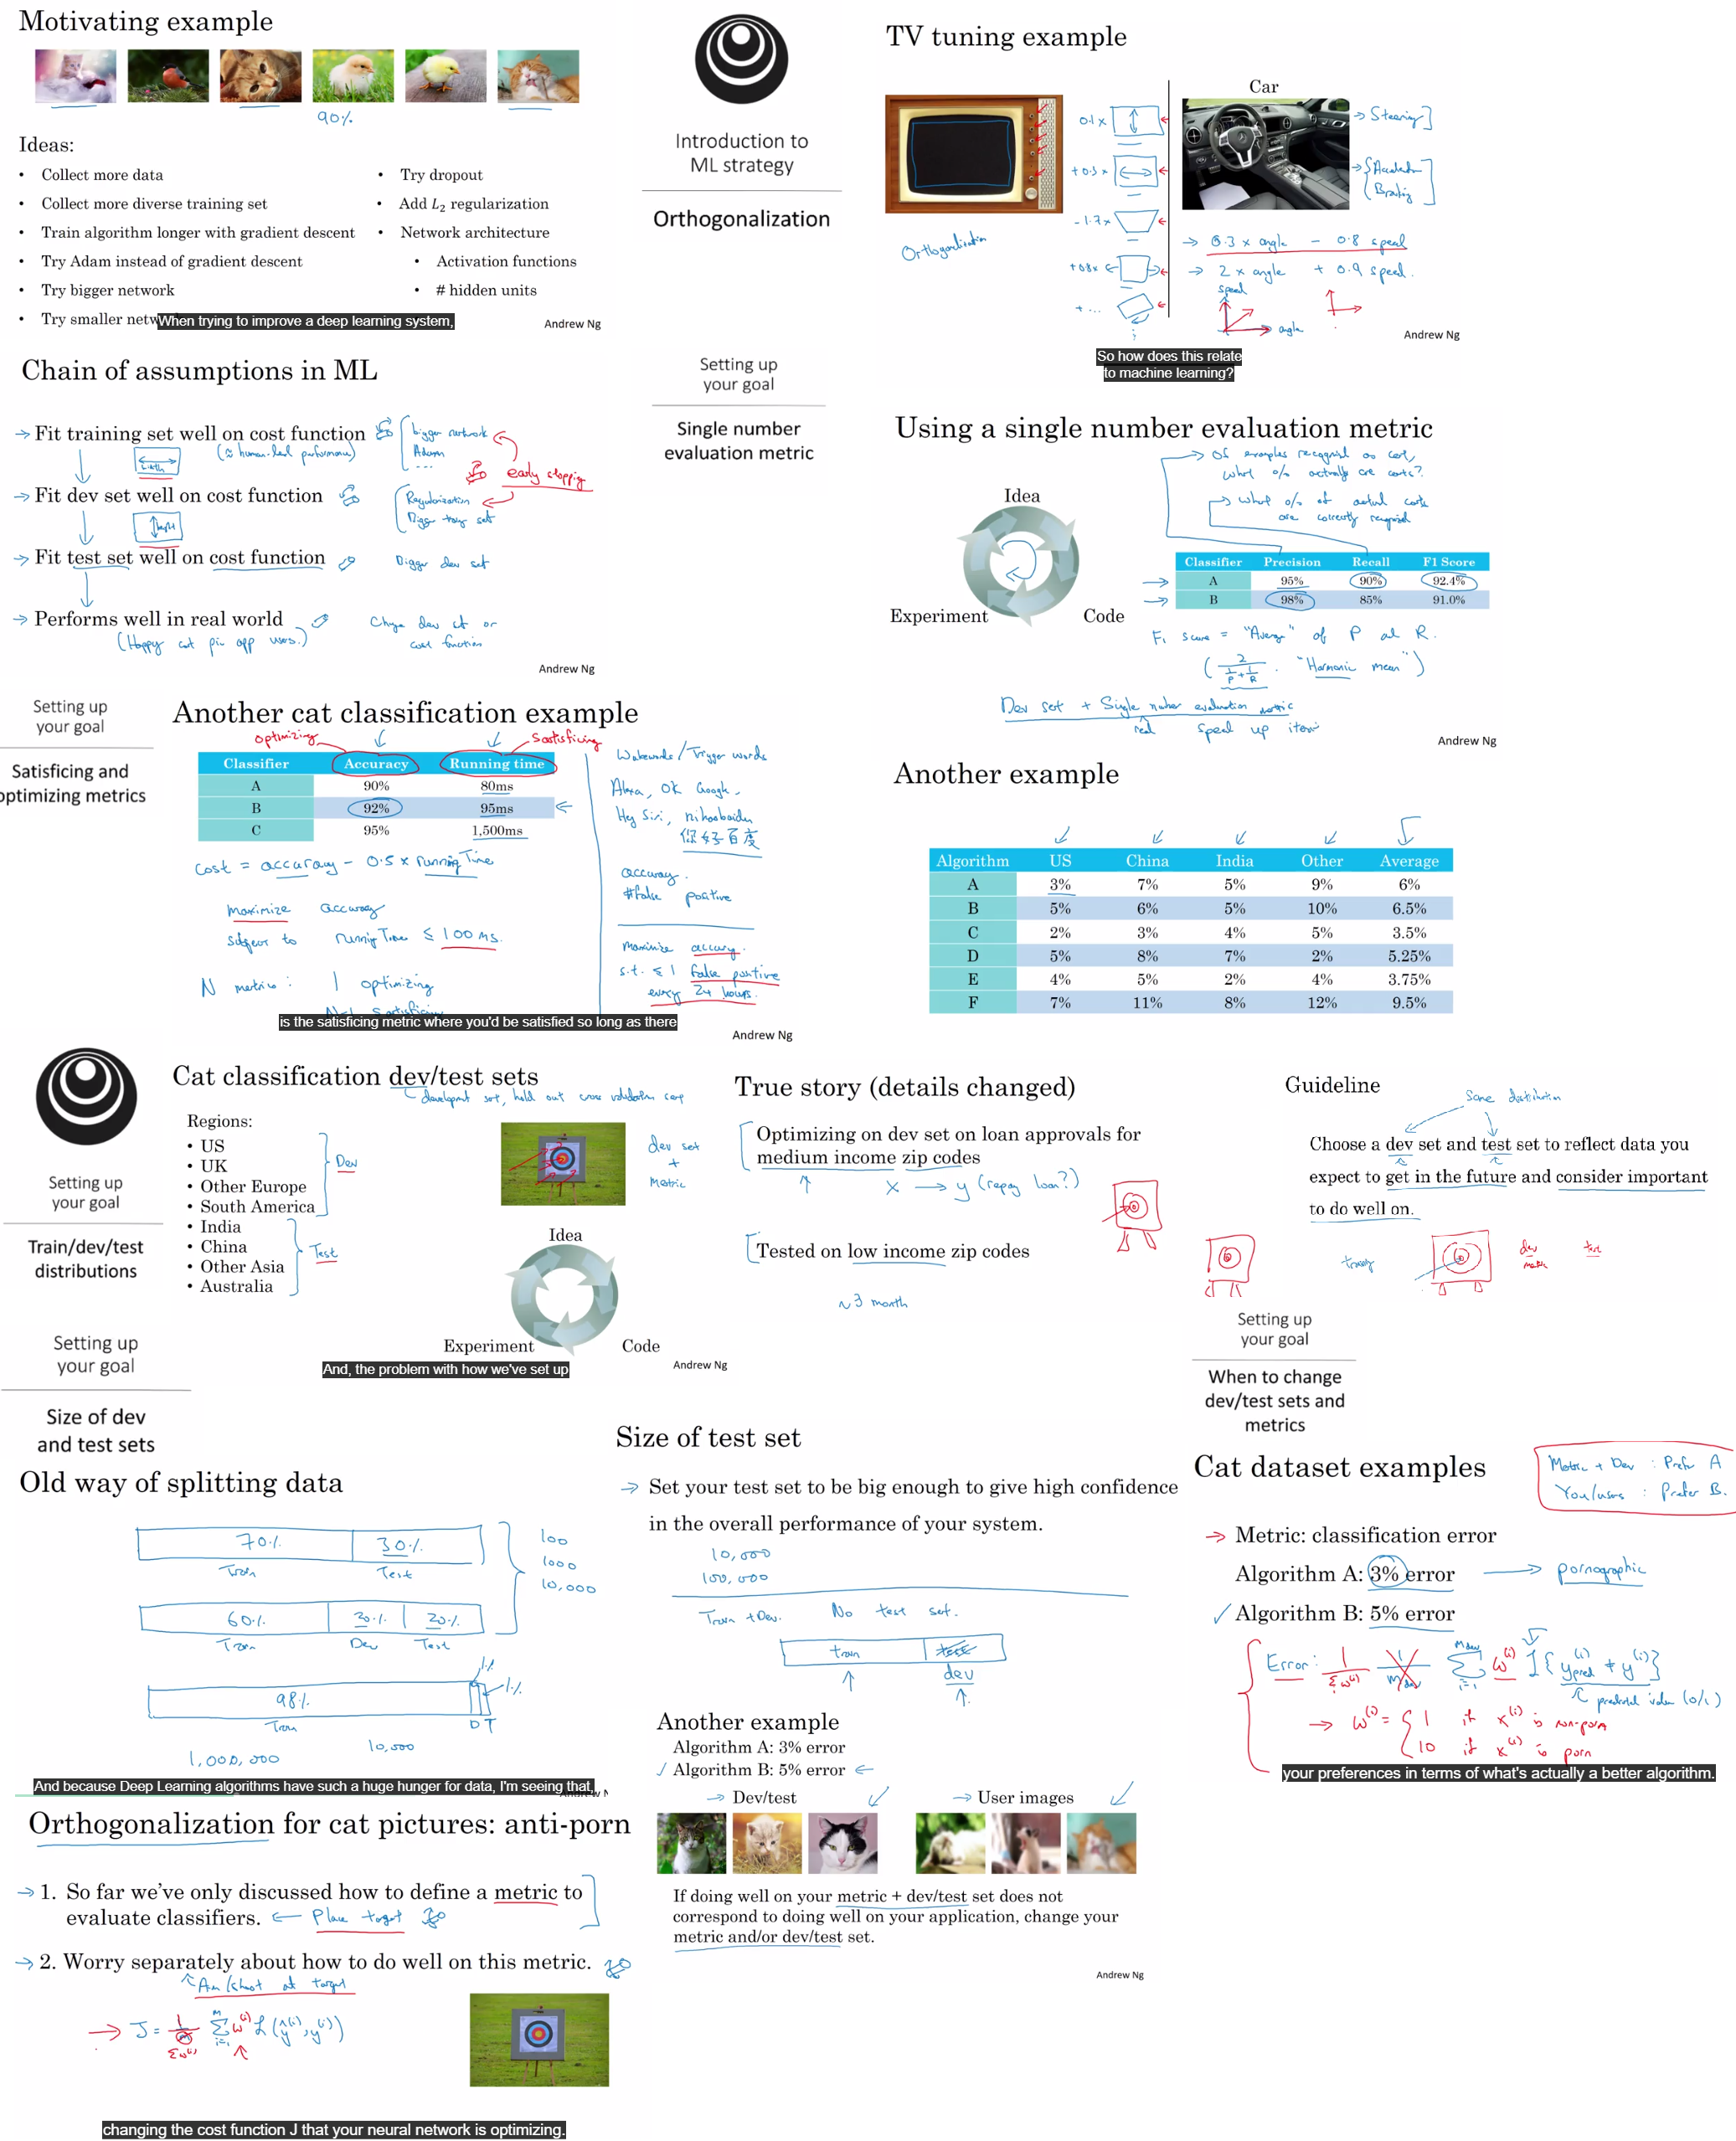 Motivating example
90%
Ideas:
• Collect more data
• Collect more diverse training set
• Train algorithm longer with gradient descent
• Try Adam instead of gradient descent
• Try bigger network
• Try smaller netw
• Try dropout
• Add L2 regularization
• Network architecture
• Activation functions
• # hidden units
When trying to improve a deep learning system,
Andrew Ng
Introduction to
ML strategy
Orthogonalization
TV tuning example
Car
0.1 x
+ 0.3 x
- 1.7 x
+ 0.8 x
+ ...
Orthogonalization
→ Steering
→ Acceleration
Braking
→ 0.3 x angle - 0.8 speed
→ 2 x angle + 0.9 speed.
speed
angle
Andrew Ng
So how does this relate
to machine learning?
Chain of assumptions in ML
→ Fit training set well on cost function
(≈ human-level performance)
width
bigger network
Adam
...
early stopping
→ Fit dev set well on cost function
Regularization
Bigger training set
height
→ Fit test set well on cost function
Bigger dev set
→ Performs well in real world
(Happy cat pic app users.)
Change dev set or
cost function
Andrew Ng
Setting up
your goal
Single number
evaluation metric
Using a single number evaluation metric
→ Of examples recognized as cat,
what % actually are cats?
→ what % of actual cats
are correctly recognized
Idea
Code
Experiment
Classifier Precision Recall F1 Score
A 95% 90% 92.4%
B 98% 85% 91.0%
F1 score = "Average" of P and R.
( 2 / (1/P + 1/R) "Harmonic mean" )
Dev set + Single number evaluation metric
real
speed up iterating
Andrew Ng
Setting up
your goal
Satisficing and
optimizing metrics
Another cat classification example
optimizing
satisficing
Classifier Accuracy Running time
A 90% 80ms
B 92% 95ms
C 95% 1,500ms
cost = accuracy - 0.5 x running Time
maximize accuracy
subject to running Time ≤ 100 ms.
N metrics: 1 optimizing
N-1 satisficing
Wakewords / Trigger words
Alexa, OK Google,
Hey Siri, nihaobaidu
你好百度
accuracy.
#false positive
maximize accuracy.
s.t. ≤ 1 false positive
every 24 hours.
is the satisficing metric where you'd be satisfied so long as there
Andrew Ng
Another example
Algorithm US China India Other Average
A 3% 7% 5% 9% 6%
B 5% 6% 5% 10% 6.5%
C 2% 3% 4% 5% 3.5%
D 5% 8% 7% 2% 5.25%
E 4% 5% 2% 4% 3.75%
F 7% 11% 8% 12% 9.5%
Setting up
your goal
Train/dev/test
distributions
Cat classification dev/test sets
development set, hold out cross validation
Regions:
• US
• UK
• Other Europe
• South America
• India
• China
• Other Asia
• Australia
Dev
Test
dev set
+
metric
Idea
Code
Experiment
And, the problem with how we've set up
Andrew Ng
True story (details changed)
Optimizing on dev set on loan approvals for
medium income zip codes
x → y (repay loan?)
Tested on low income zip codes
~3 month
Guideline
Same distribution
Choose a dev set and test set to reflect data you
expect to get in the future and consider important
to do well on.
training
dev
metric
test
Setting up
your goal
Size of dev
and test sets
Old way of splitting data
70% 30%
Train Test
100
1000
10,000
60% 20% 20%
Train Dev Test
98% 1% 1%
Train D T
1,000,000 10,000
And because Deep Learning algorithms have such a huge hunger for data, I'm seeing that,
Size of test set
→ Set your test set to be big enough to give high confidence
in the overall performance of your system.
10,000
100,000
Train + Dev. No test set.
train test
dev
Setting up
your goal
When to change
dev/test sets and
metrics
Cat dataset examples
Metric + Dev : Prefer A
You/users : Prefer B.
→ Metric: classification error
Algorithm A: 3% error → pornographic
✓ Algorithm B: 5% error
Error: 1/Σw(i) 1/mdev Σ w(i) 1{ypred(i) ≠ y(i)}
predicted value (0/1)
→ w(i) = { 1 if x(i) is non-porn
10 if x(i) is porn
your preferences in terms of what's actually a better algorithm.
Another example
Algorithm A: 3% error
✓ Algorithm B: 5% error ←
→ Dev/test
→ User images
If doing well on your metric + dev/test set does not
correspond to doing well on your application, change your
metric and/or dev/test set.
Andrew Ng
Orthogonalization for cat pictures: anti-porn
→ 1. So far we've only discussed how to define a metric to
evaluate classifiers. ← Place target
→ 2. Worry separately about how to do well on this metric.
Aim/shoot at target
→ J = 1/m Σ w(i) L(ŷ(i), y(i))
Σw(i)
changing the cost function J that your neural network is optimizing.